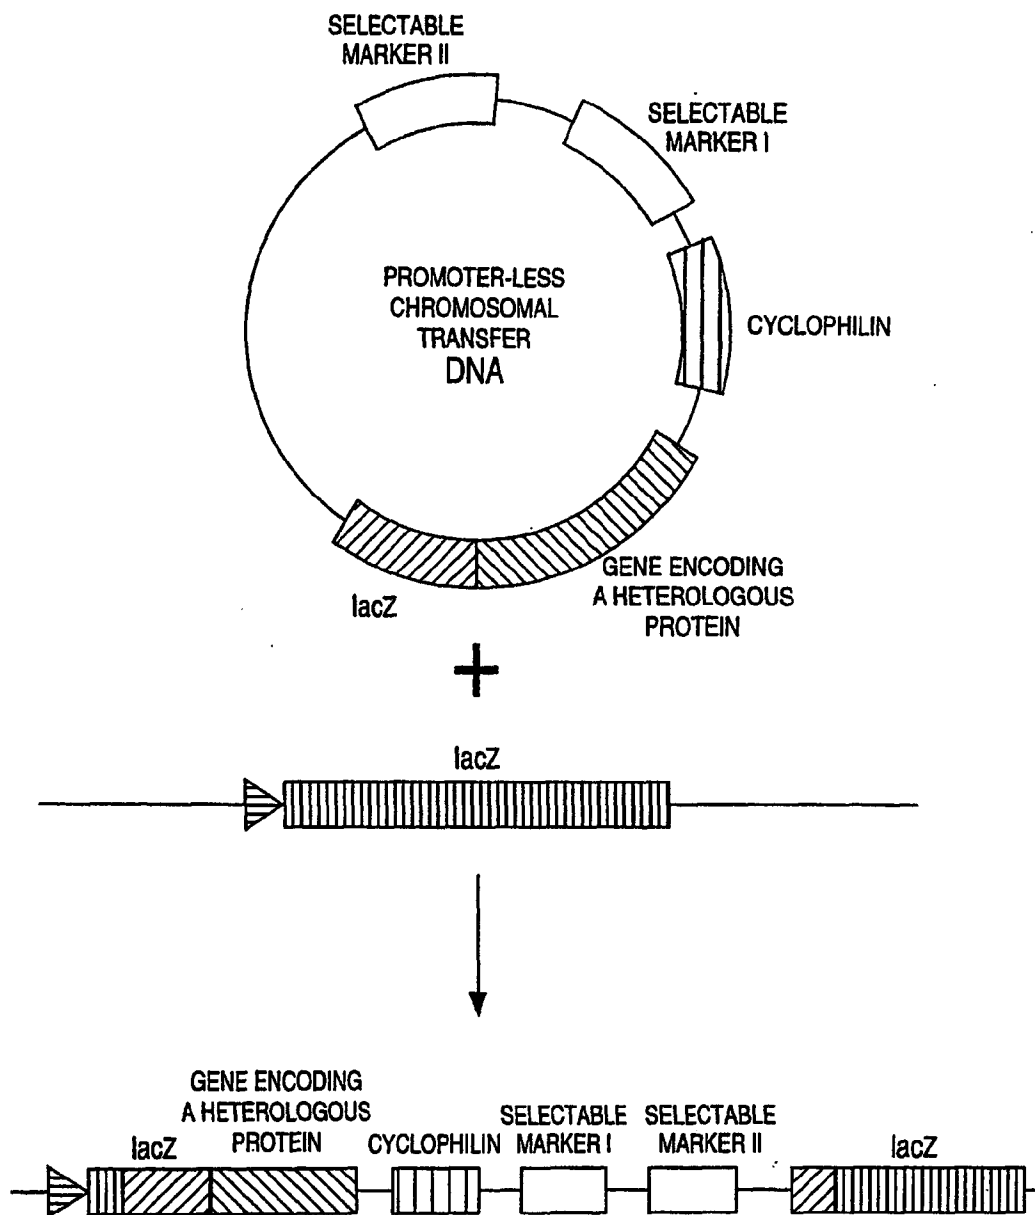 SELECTABLE
MARKER II
SELECTABLE
MARKER I
PROMOTER-LESS
CHROMOSOMAL
TRANSFER
DNA
CYCLOPHILIN
GENE ENCODING
A HETEROLOGOUS
PROTEIN
lacZ
+
lacZ
GENE ENCODING
A HETEROLOGOUS
PROTEIN
lacZ
CYCLOPHILIN
SELECTABLE
MARKER I
SELECTABLE
MARKER II
lacZ